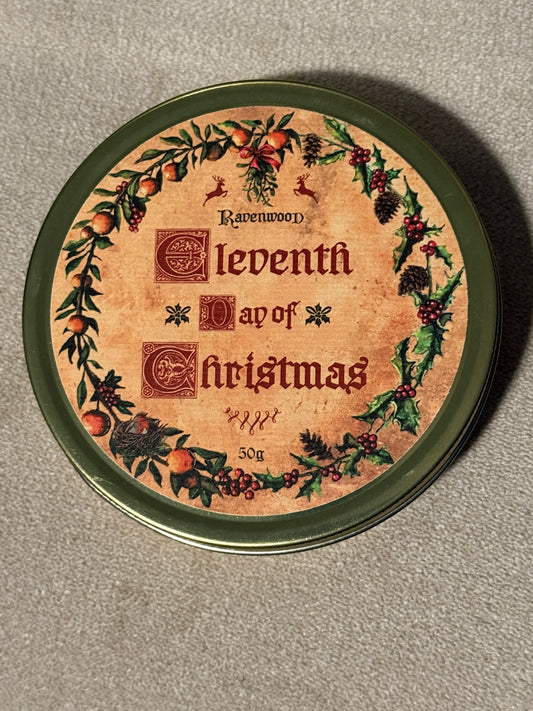 Ravenwood
Eleventh
Day of
Christmas
50g